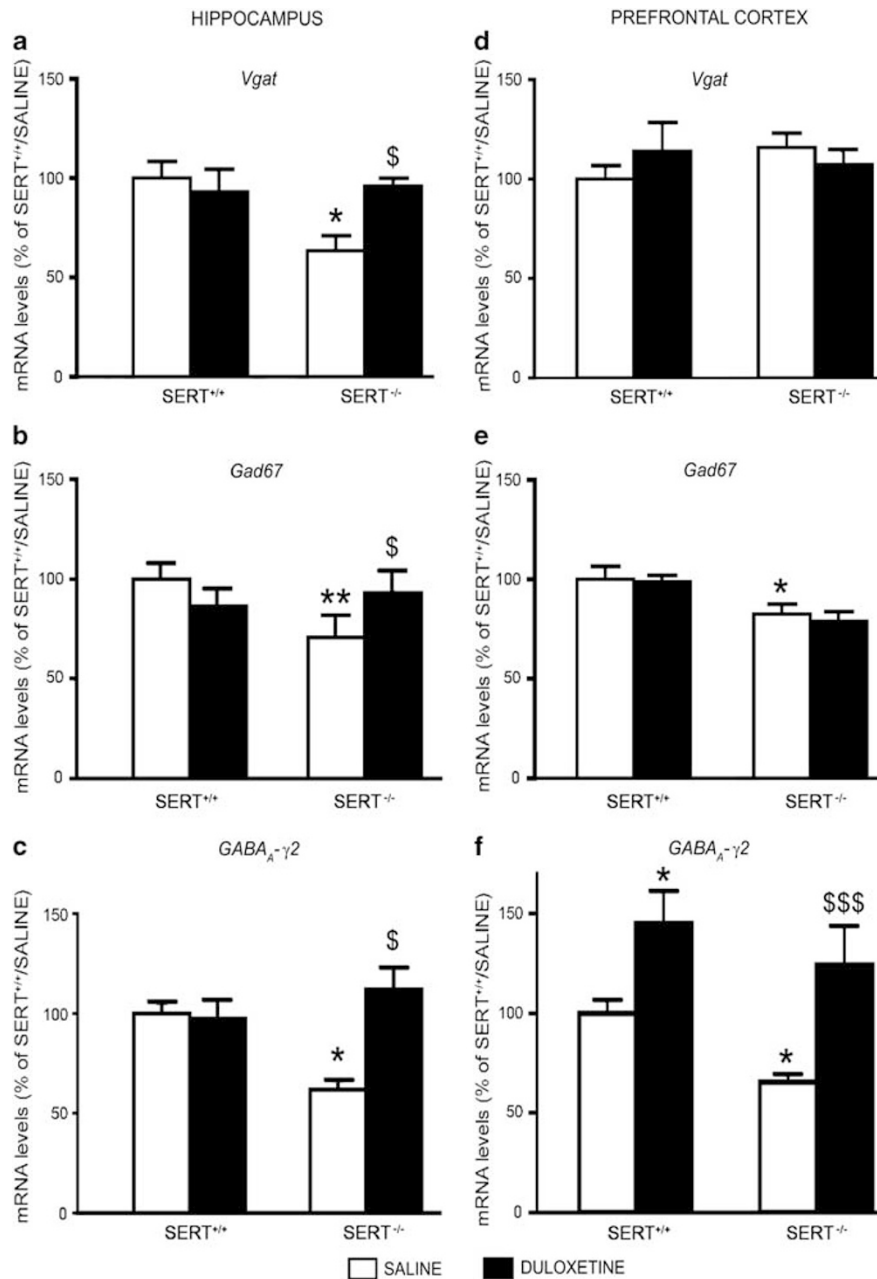 HIPPOCAMPUS
a
Vgat
mRNA levels (% of SERT+/+/SALINE)
150
100
50
0
*
$
SERT+/+ SERT-/-
b
Gad67
mRNA levels (% of SERT+/+/SALINE)
150
100
50
0
**
$
SERT+/+ SERT-/-
c
GABAA-γ2
mRNA levels (% of SERT+/+/SALINE)
150
100
50
0
*
$
SERT+/+ SERT-/-
PREFRONTAL CORTEX
d
Vgat
mRNA levels (% of SERT+/+/SALINE)
150
100
50
0
SERT+/+ SERT-/-
e
Gad67
mRNA levels (% of SERT+/+/SALINE)
150
100
50
0
*
SERT+/+ SERT-/-
f
GABAA-γ2
mRNA levels (% of SERT+/+/SALINE)
150
100
50
0
*
*
$$$
SERT+/+ SERT-/-
SALINE DULOXETINE